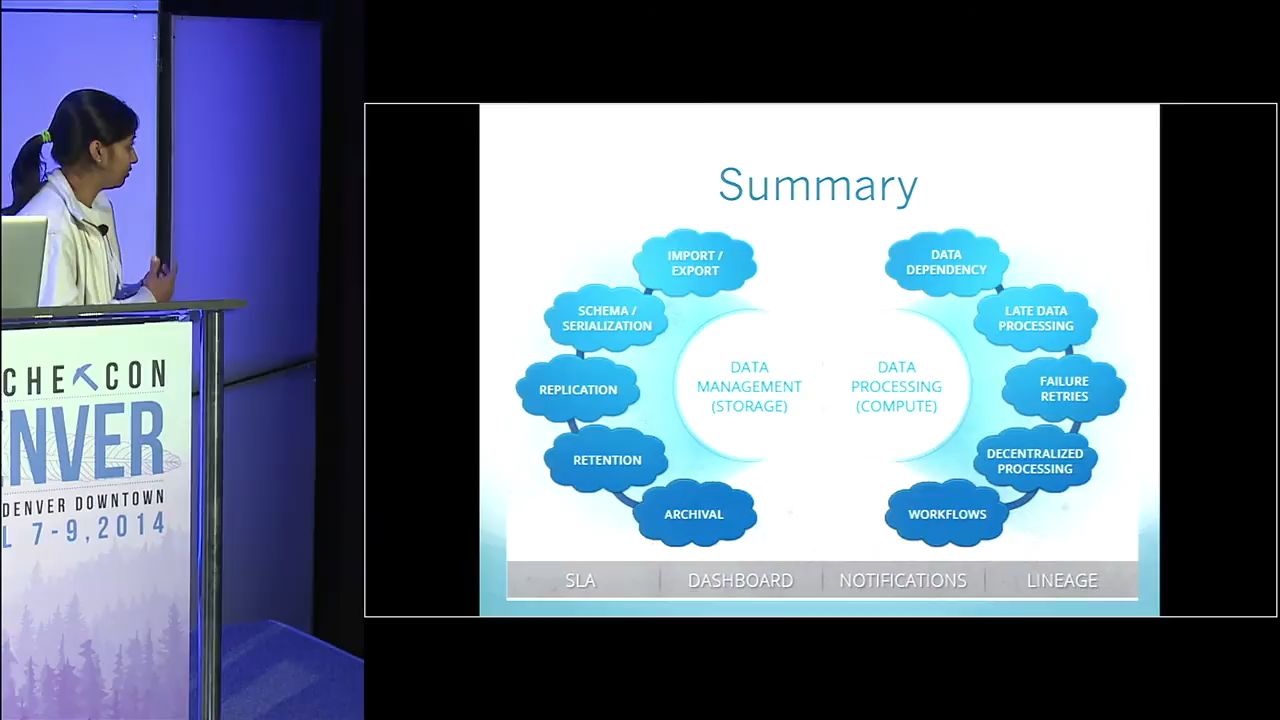 CHE CON
NVER
DENVER DOWNTOWN
L 7-9, 2014
Summary
IMPORT /
EXPORT
SCHEMA /
SERIALIZATION
REPLICATION
RETENTION
ARCHIVAL
DATA
MANAGEMENT
(STORAGE)
DATA
PROCESSING
(COMPUTE)
DATA
DEPENDENCY
LATE DATA
PROCESSING
FAILURE
RETRIES
DECENTRALIZED
PROCESSING
WORKFLOWS
SLA
DASHBOARD
NOTIFICATIONS
LINEAGE